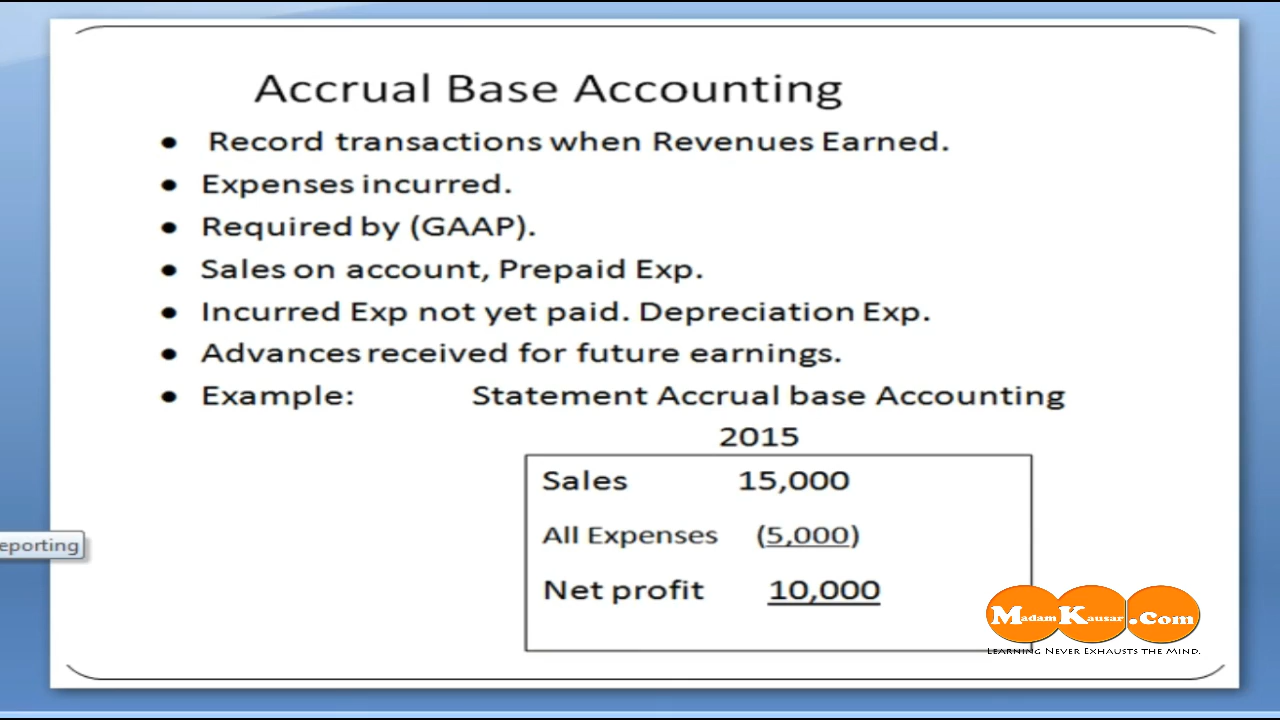 Accrual Base Accounting
• Record transactions when Revenues Earned.
• Expenses incurred.
• Required by (GAAP).
• Sales on account, Prepaid Exp.
• Incurred Exp not yet paid. Depreciation Exp.
• Advances received for future earnings.
• Example: Statement Accrual base Accounting
2015
Sales 15,000
All Expenses (5,000)
eporting
Net profit 10,000
MadamKausar.Com
Learning Never Exhausts the Mind.